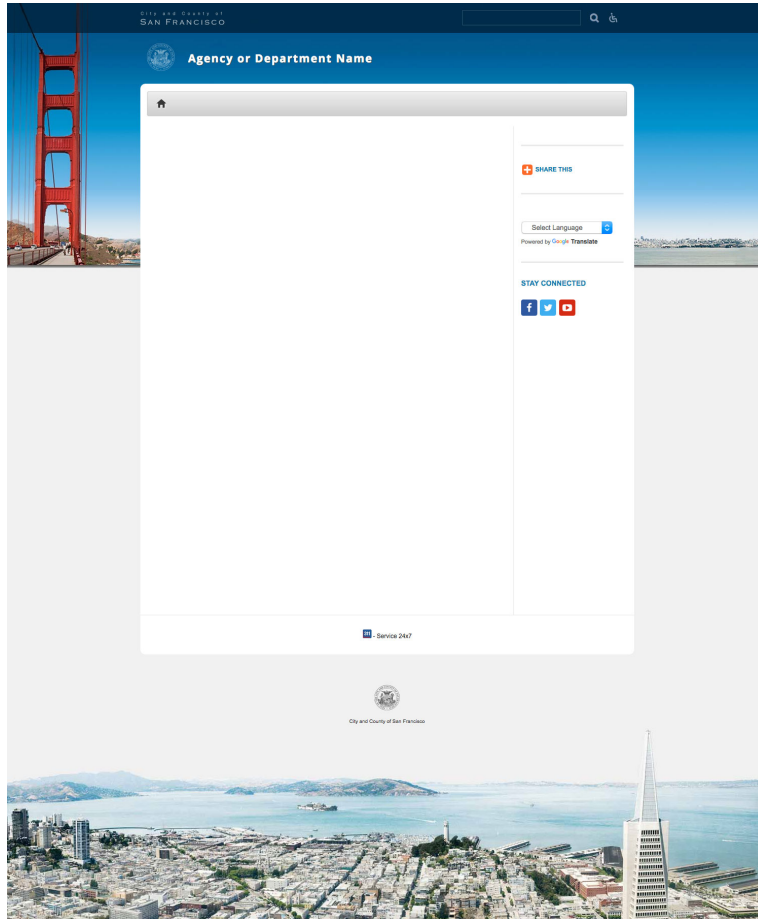 City and County of
SAN FRANCISCO
Agency or Department Name
SHARE THIS
Select Language
Powered by Google Translate
STAY CONNECTED
311 - Service 24x7
City and County of San Francisco